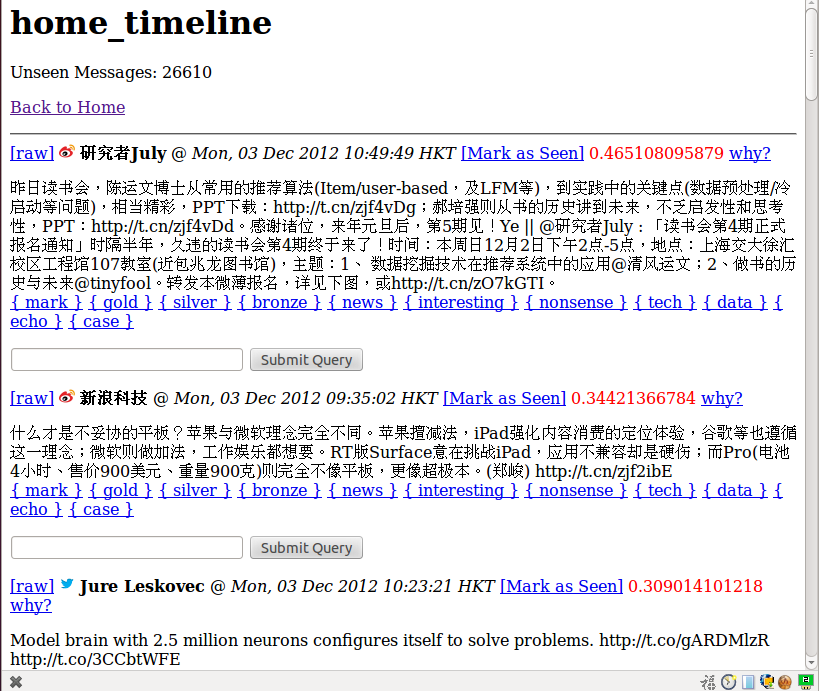 home_timeline
Unseen Messages: 26610
Back to Home
[raw] 研究者July @ Mon, 03 Dec 2012 10:49:49 HKT [Mark as Seen] 0.465108095879 why?
昨日读书会，陈运文博士从常用的推荐算法(Item/user-based，及LFM等)，到实践中的关键点(数据预处理/冷
启动等问题)，相当精彩，PPT下载：http://t.cn/zjf4vDg；郝培强则从书的历史讲到未来，不乏启发性和思考
性，PPT：http://t.cn/zjf4vDd。感谢诸位，来年元旦后，第5期见！Ye || @研究者July：「读书会第4期正式
报名通知」时隔半年，久违的读书会第4期终于来了！时间：本周日12月2日下午2点-5点，地点：上海交大徐汇
校区工程馆107教室(近包兆龙图书馆)，主题：1、 数据挖掘技术在推荐系统中的应用@清风运文；2、做书的历
史与未来@tinyfool。转发本微薄报名，详见下图，或http://t.cn/zO7kGTI。
{ mark } { gold } { silver } { bronze } { news } { interesting } { nonsense } { tech } { data } {
echo } { case }
Submit Query
[raw] 新浪科技 @ Mon, 03 Dec 2012 09:35:02 HKT [Mark as Seen] 0.34421366784 why?
什么才是不妥协的平板？苹果与微软理念完全不同。苹果擅减法，iPad强化内容消费的定位体验，谷歌等也遵循
这一理念；微软则做加法，工作娱乐都想要。RT版Surface意在挑战iPad，应用不兼容却是硬伤；而Pro(电池
4小时、售价900美元、重量900克)则完全不像平板，更像超极本。(郑峻) http://t.cn/zjf2ibE
{ mark } { gold } { silver } { bronze } { news } { interesting } { nonsense } { tech } { data } {
echo } { case }
Submit Query
[raw] Jure Leskovec @ Mon, 03 Dec 2012 10:23:21 HKT [Mark as Seen] 0.309014101218
why?
Model brain with 2.5 million neurons configures itself to solve problems. http://t.co/gARDMlzR
http://t.co/3CCbtWFE